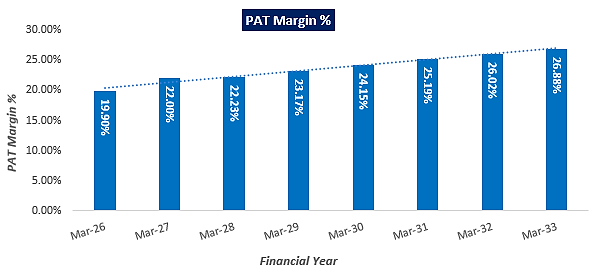 PAT Margin %
30.00%
25.00%
20.00%
15.00%
10.00%
5.00%
0.00%
PAT Margin %
19.90%
22.00%
22.23%
23.17%
24.15%
25.19%
26.02%
26.88%
Mar-26
Mar-27
Mar-28
Mar-29
Mar-30
Mar-31
Mar-32
Mar-33
Financial Year